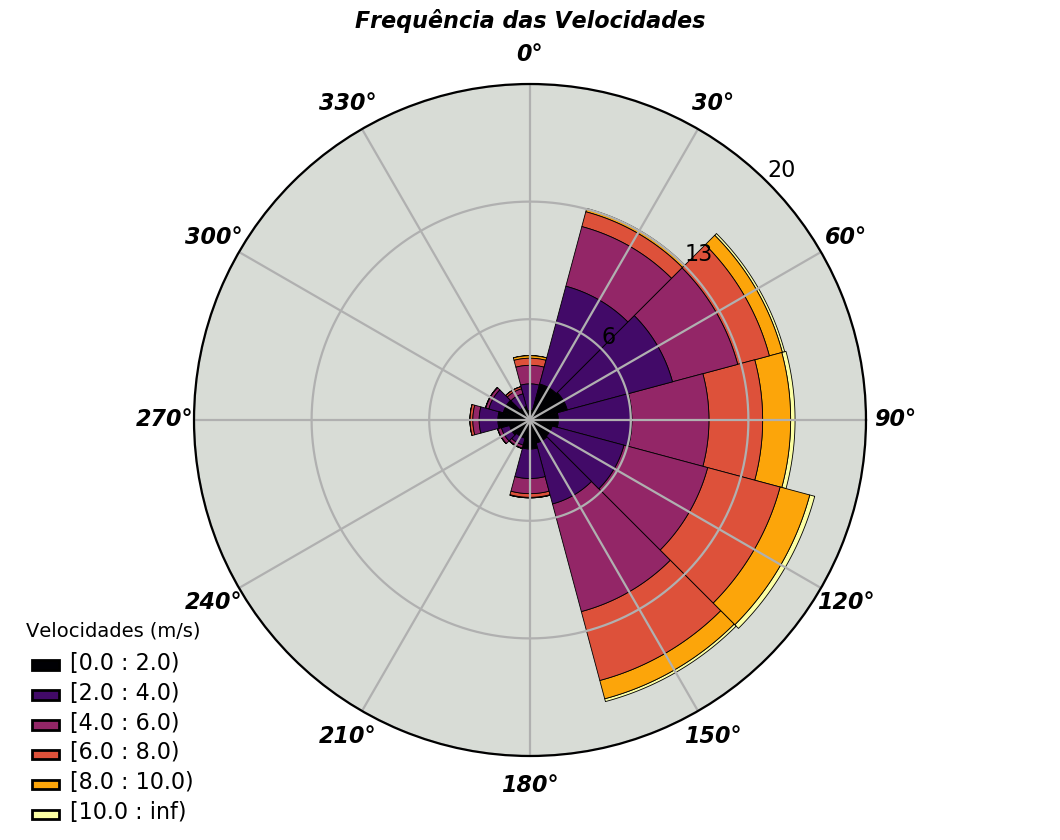 Frequência das Velocidades
0°
330°
30°
20
300°
60°
13
6
270°
90°
240°
120°
210°
150°
180°
Velocidades (m/s)
[0.0 : 2.0)
[2.0 : 4.0)
[4.0 : 6.0)
[6.0 : 8.0)
[8.0 : 10.0)
[10.0 : inf)